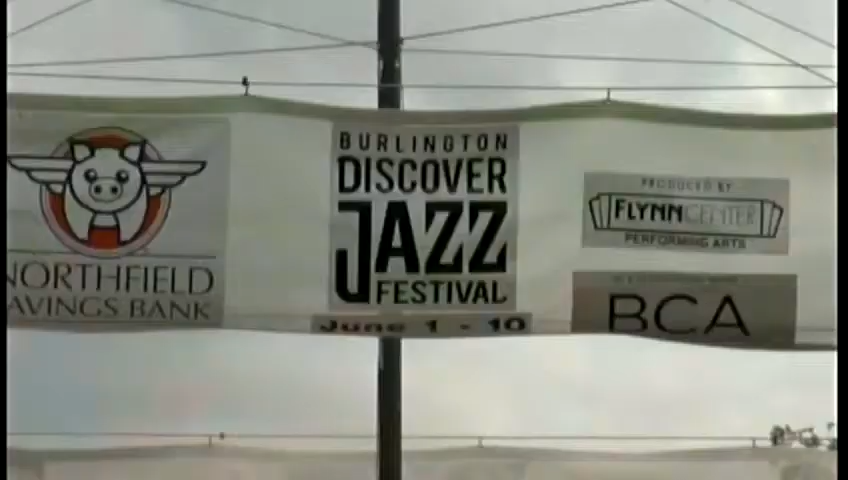 NORTHFIELD
AVINGS BANK
BURLINGTON
DISCOVER
JAZZ
FESTIVAL
June 1 - 10
PRODUCED BY
FLYNNCENTER
PERFORMING ARTS
BCA